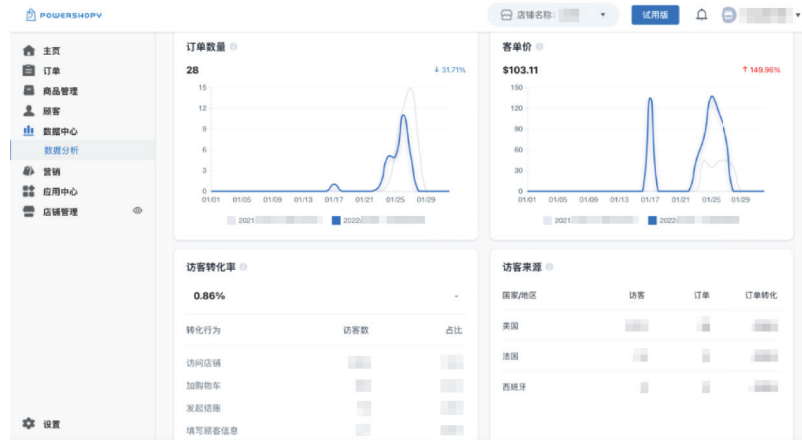 POWERSHOPY
店铺名称:
试用版
主页
订单
商品管理
顾客
数据中心
数据分析
营销
应用中心
店铺管理
设置
订单数量
28
↓ 31.71%
15
12
9
6
3
0
01/01 01/05 01/09 01/13 01/17 01/21 01/25 01/29
2021
2022
客单价
$103.11
↑ 149.96%
150
120
90
60
30
0
01/01 01/05 01/09 01/13 01/17 01/21 01/25 01/29
2021
2022
访客转化率
0.86% -
转化行为 访客数 占比
访问店铺
加购物车
发起结账
填写顾客信息
访客来源
国家/地区 访客 订单 订单转化
美国
法国
西班牙